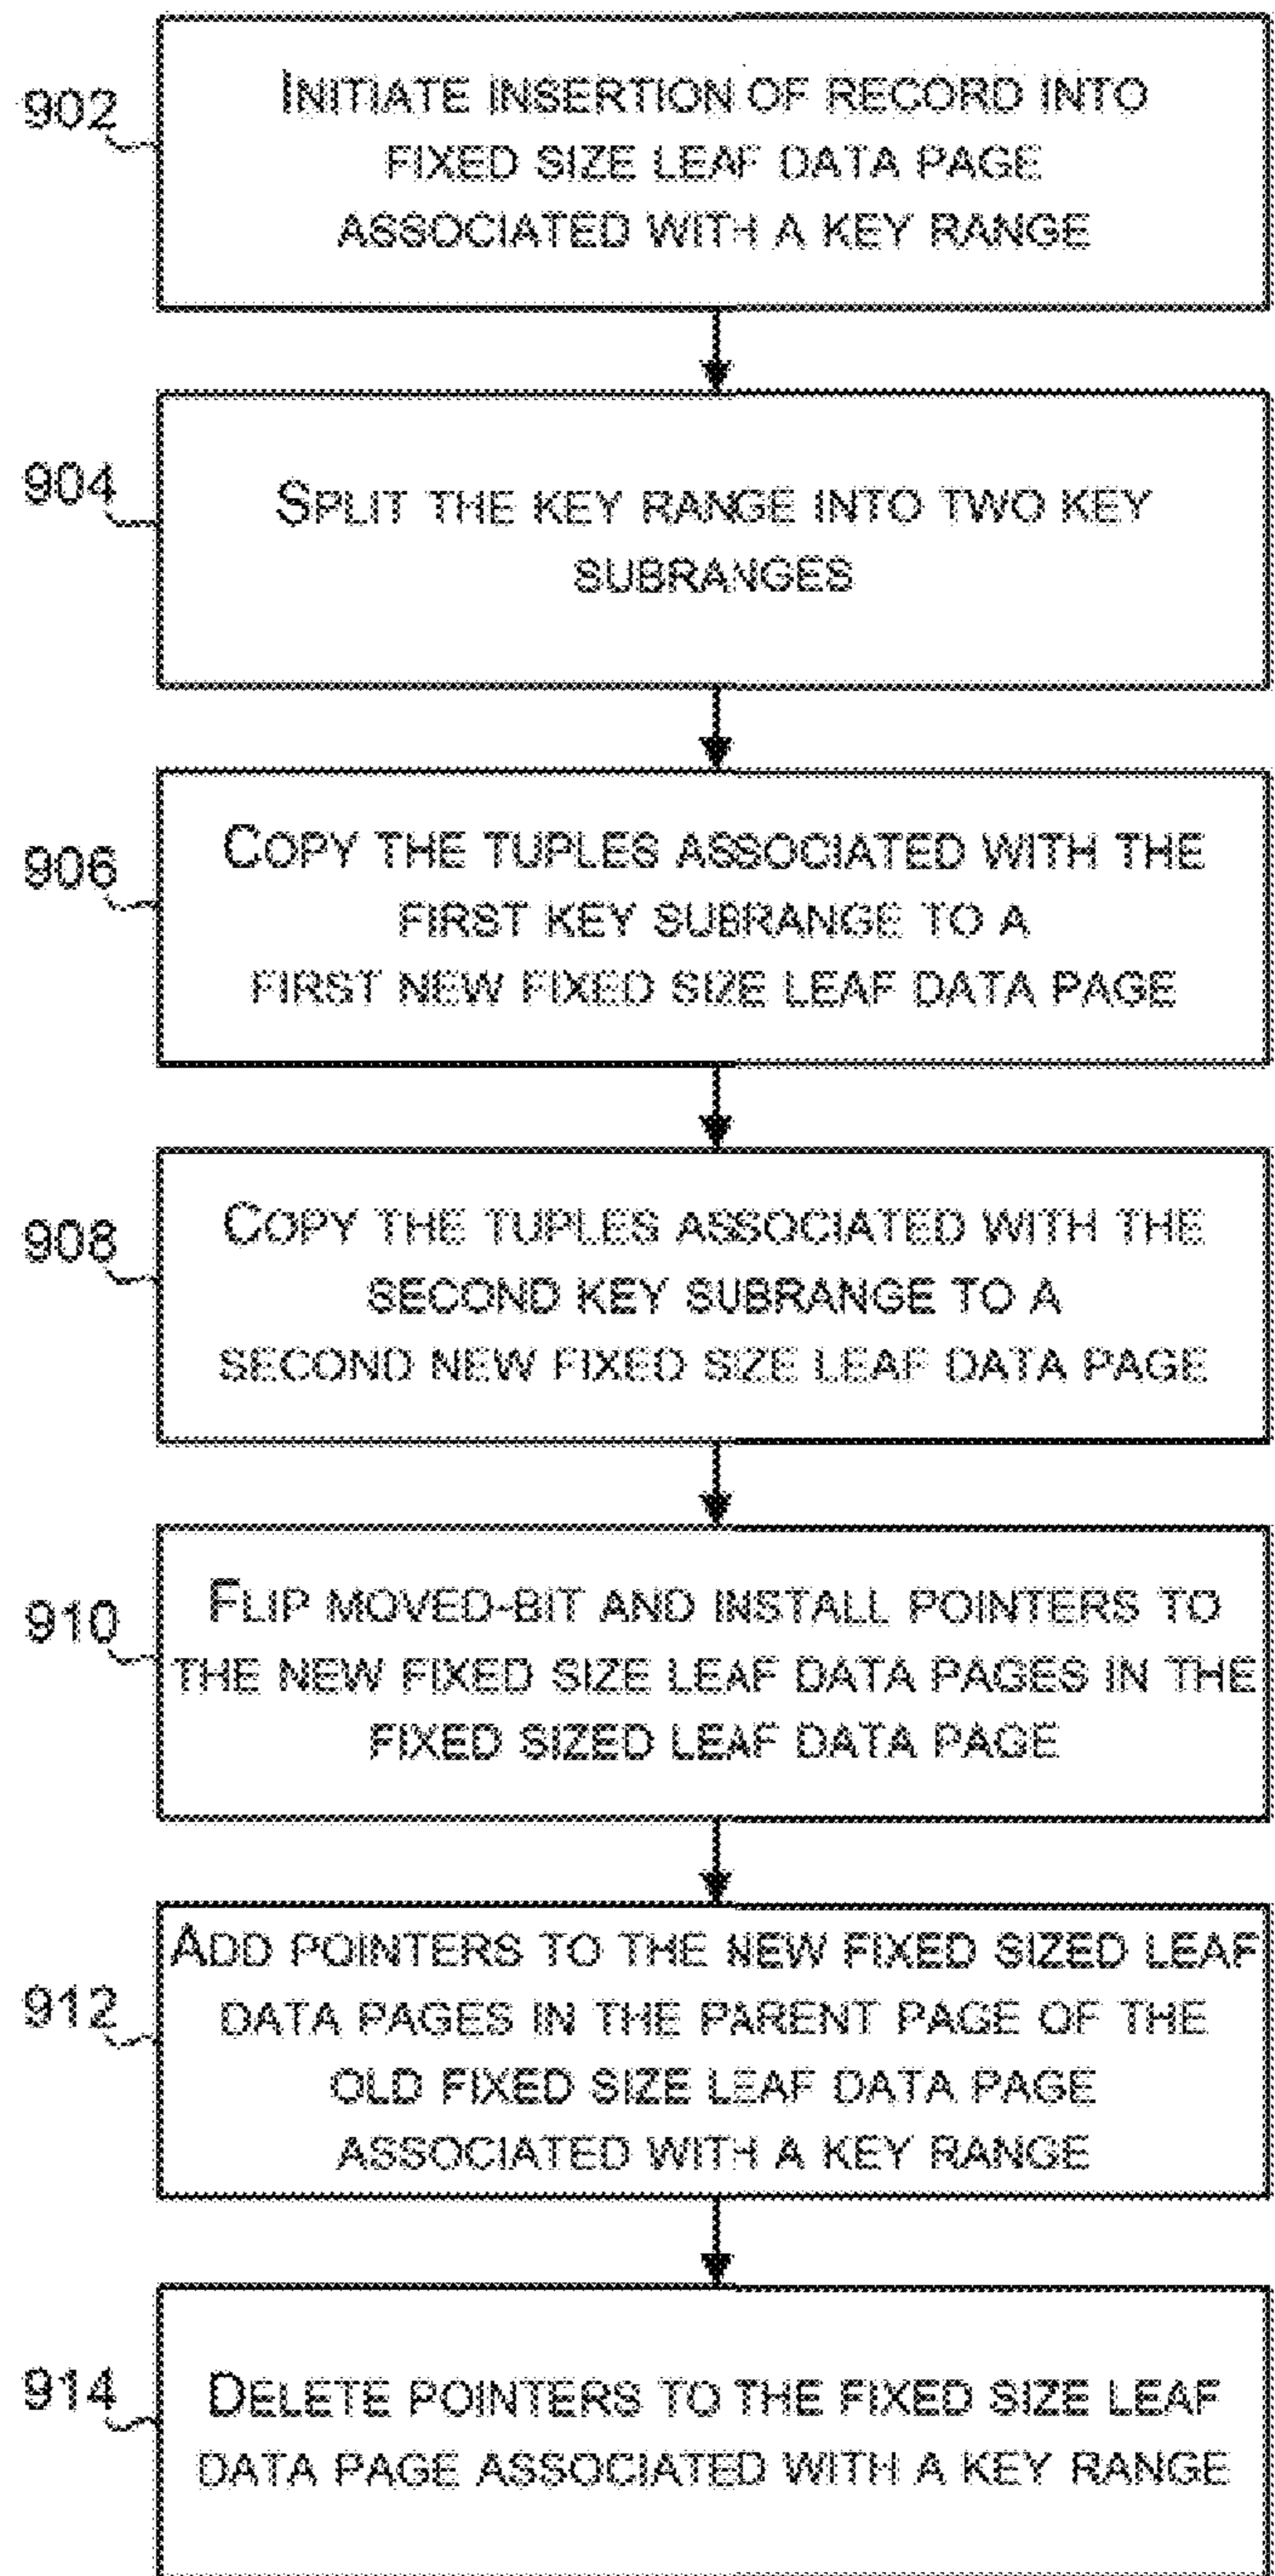 902
INITIATE INSERTION OF RECORD INTO
FIXED SIZE LEAF DATA PAGE
ASSOCIATED WITH A KEY RANGE
904
SPLIT THE KEY RANGE INTO TWO KEY
SUBRANGES
906
COPY THE TUPLES ASSOCIATED WITH THE
FIRST KEY SUBRANGE TO A
FIRST NEW FIXED SIZE LEAF DATA PAGE
908
COPY THE TUPLES ASSOCIATED WITH THE
SECOND KEY SUBRANGE TO A
SECOND NEW FIXED SIZE LEAF DATA PAGE
910
FLIP MOVED-BIT AND INSTALL POINTERS TO
THE NEW FIXED SIZE LEAF DATA PAGES IN THE
FIXED SIZED LEAF DATA PAGE
912
ADD POINTERS TO THE NEW FIXED SIZED LEAF
DATA PAGES IN THE PARENT PAGE OF THE
OLD FIXED SIZE LEAF DATA PAGE
ASSOCIATED WITH A KEY RANGE
914
DELETE POINTERS TO THE FIXED SIZE LEAF
DATA PAGE ASSOCIATED WITH A KEY RANGE